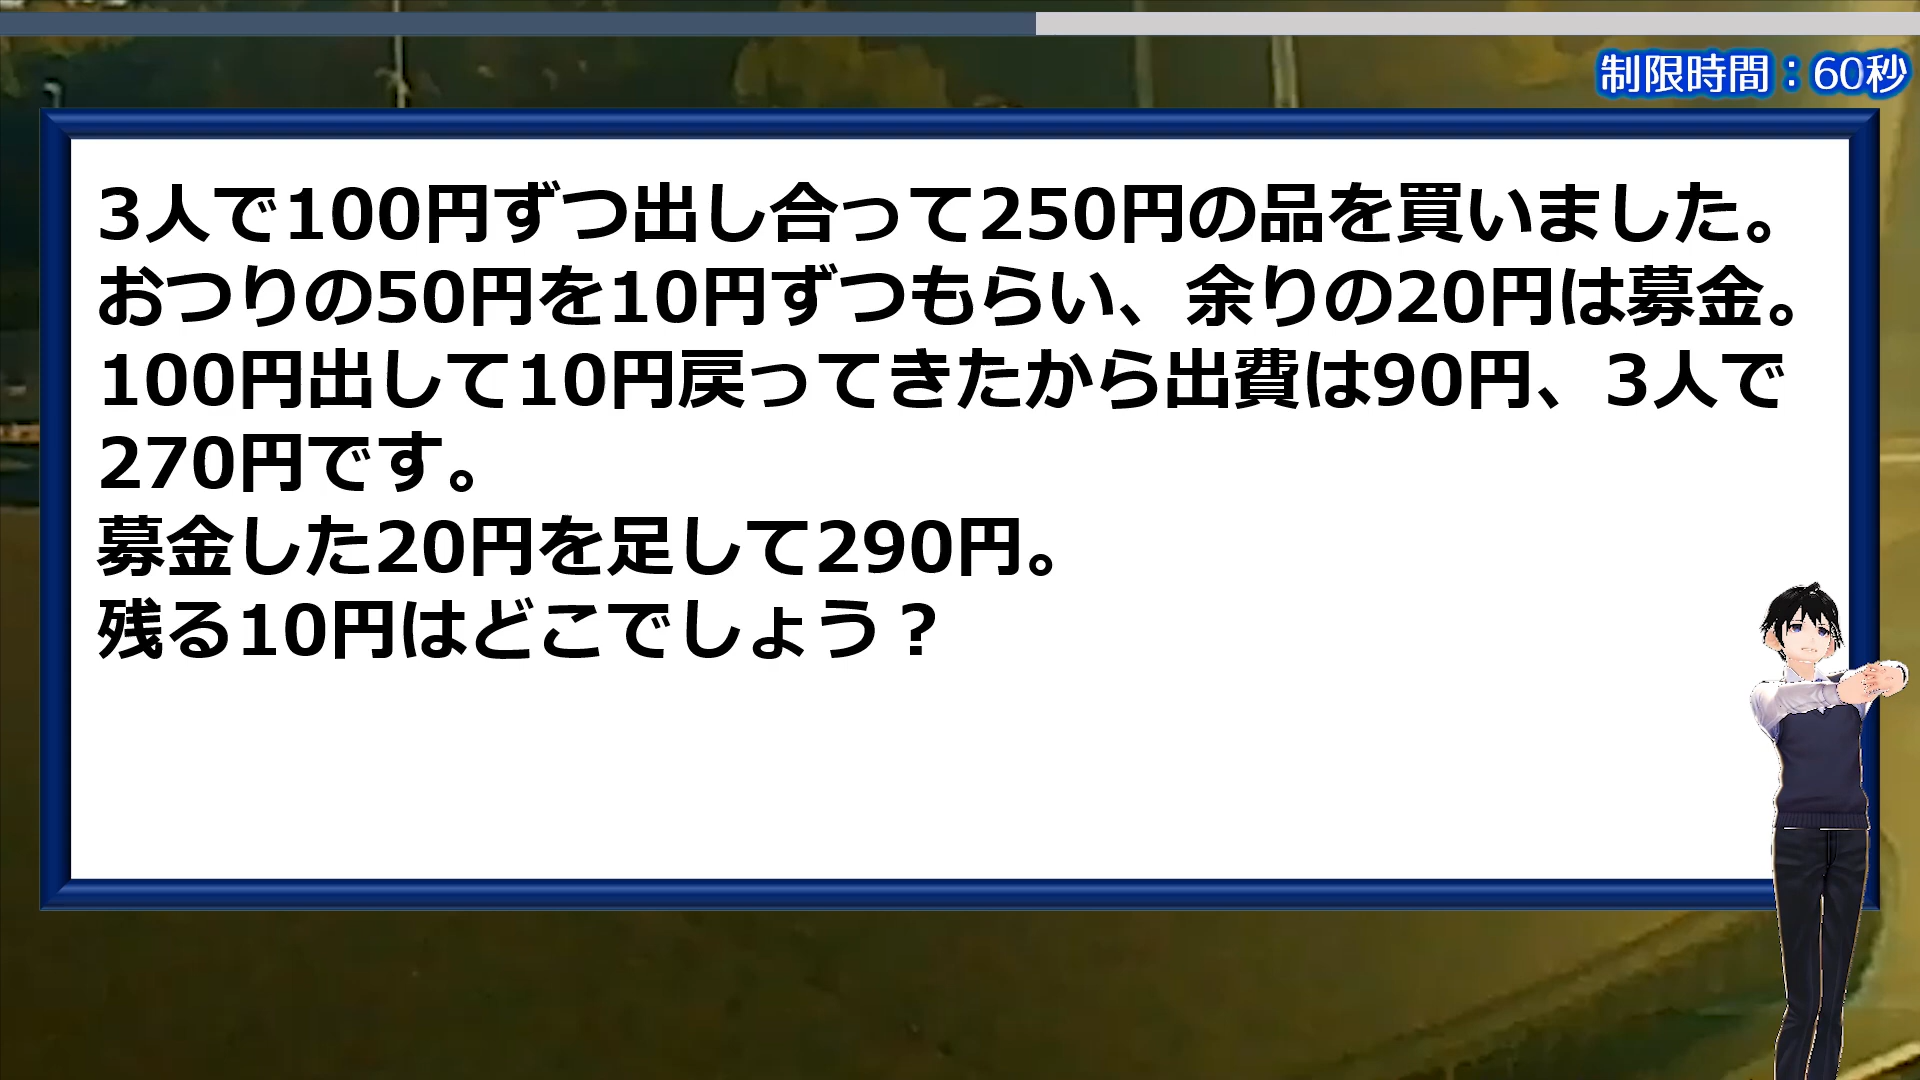 制限時間：60秒
3人で100円ずつ出し合って250円の品を買いました。
おつりの50円を10円ずつもらい、余りの20円は募金。
100円出して10円戻ってきたから出費は90円、3人で
270円です。
募金した20円を足して290円。
残る10円はどこでしょう？